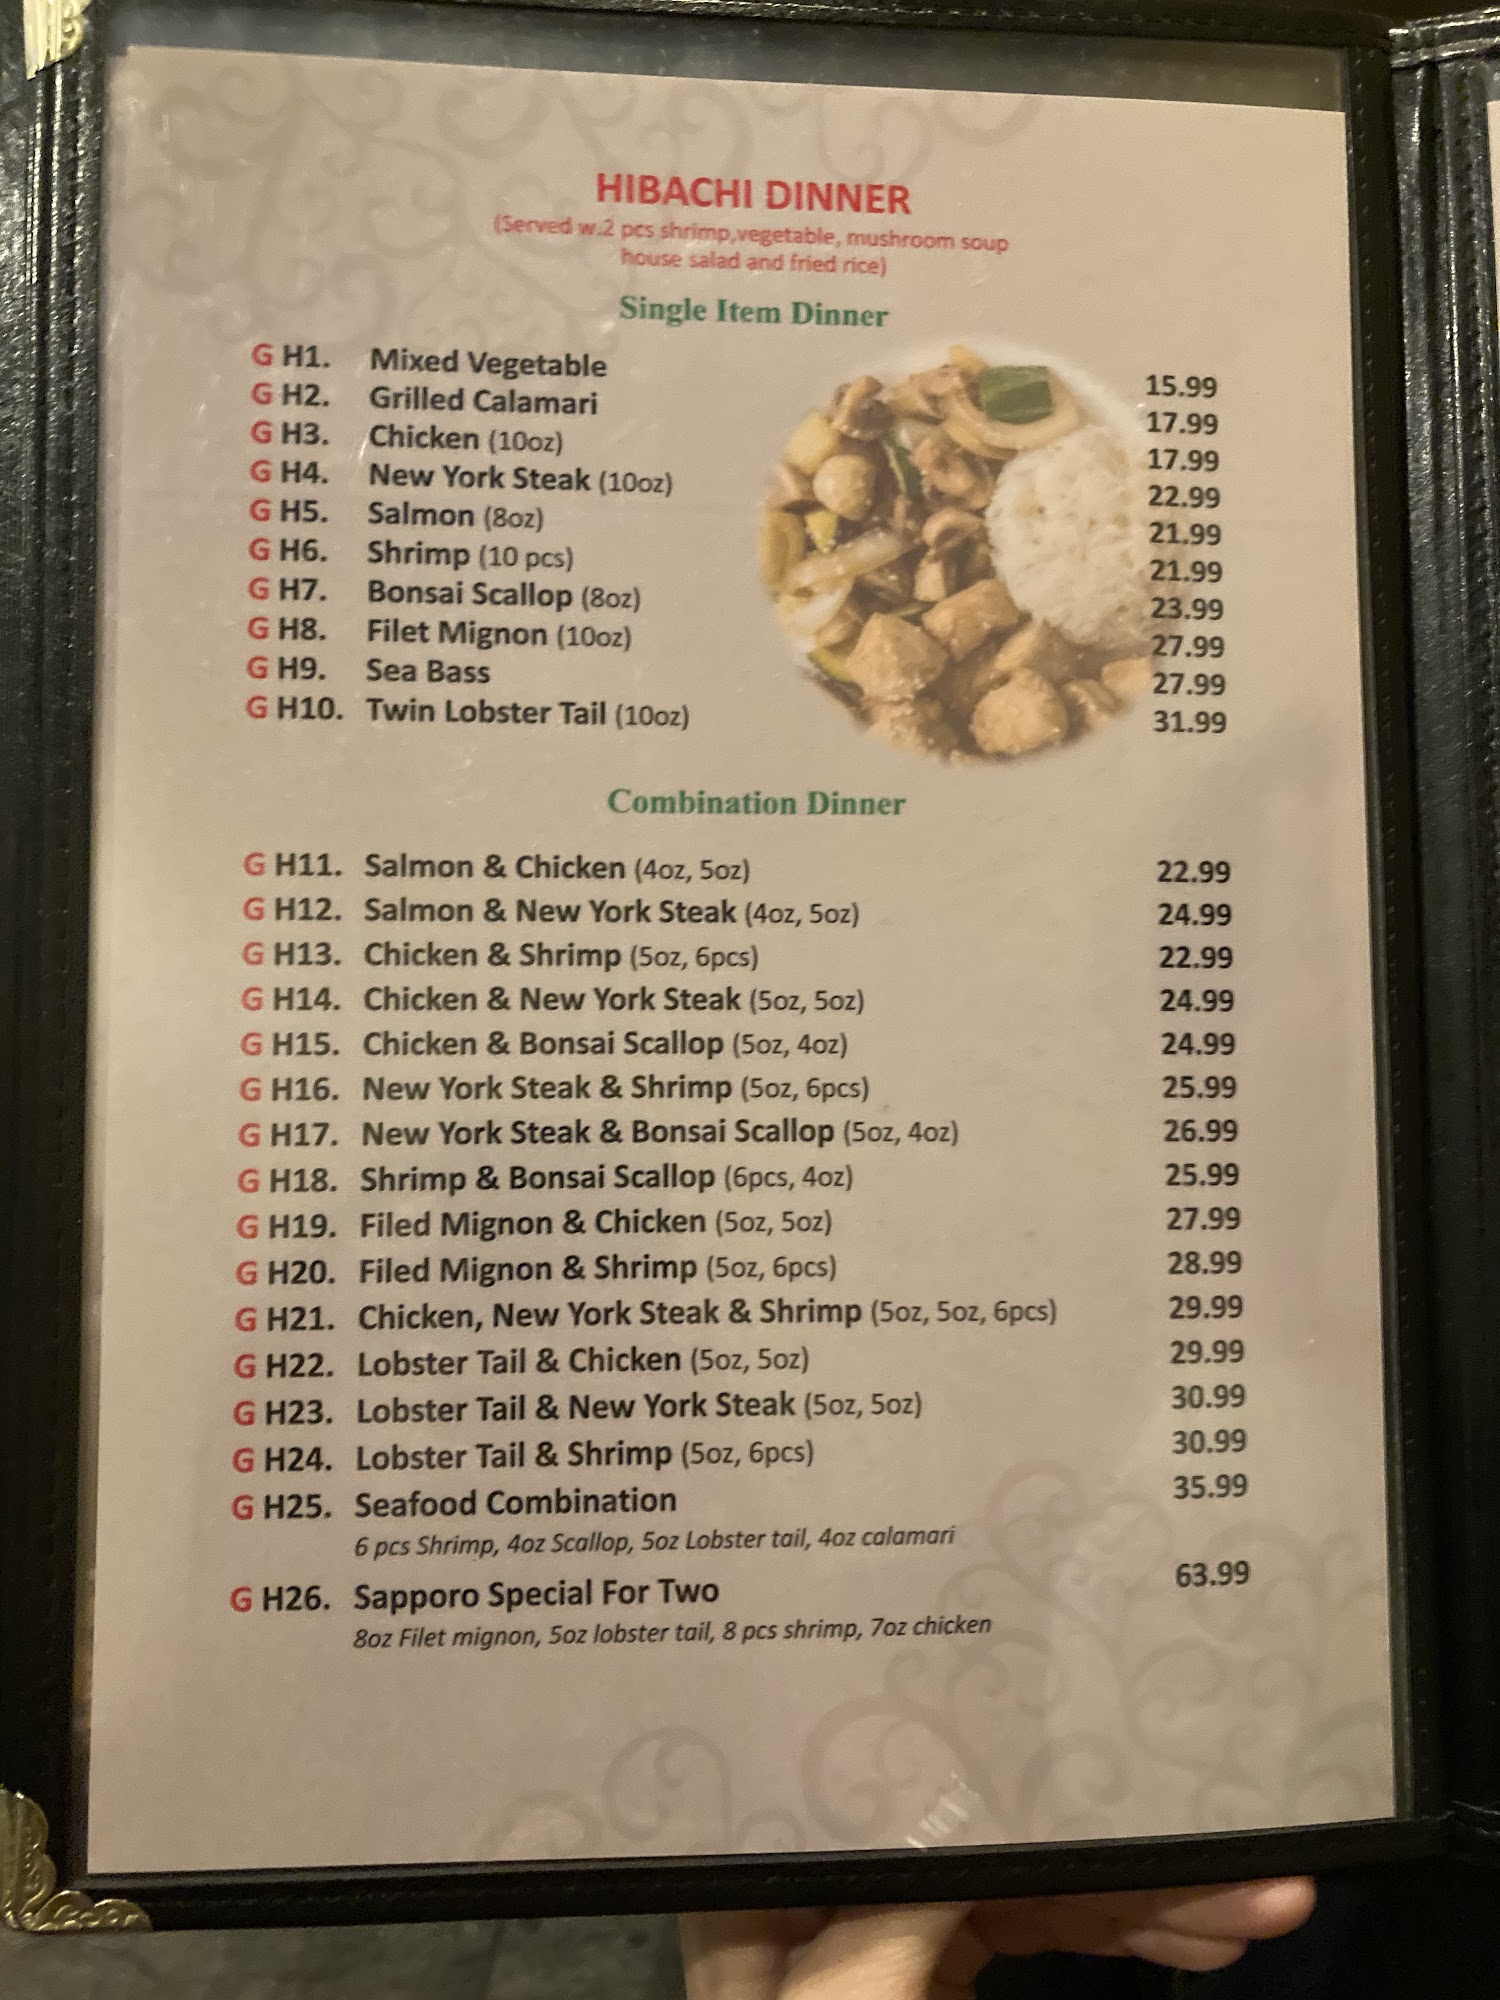 HIBACHI DINNER
(Served w.2 pcs shrimp,vegetable, mushroom soup
house salad and fried rice)
Single Item Dinner
G H1. Mixed Vegetable 15.99
G H2. Grilled Calamari 17.99
G H3. Chicken (10oz) 17.99
G H4. New York Steak (10oz) 22.99
G H5. Salmon (8oz) 21.99
G H6. Shrimp (10 pcs) 21.99
G H7. Bonsai Scallop (8oz) 23.99
G H8. Filet Mignon (10oz) 27.99
G H9. Sea Bass 27.99
G H10. Twin Lobster Tail (10oz) 31.99
Combination Dinner
G H11. Salmon & Chicken (4oz, 5oz) 22.99
G H12. Salmon & New York Steak (4oz, 5oz) 24.99
G H13. Chicken & Shrimp (5oz, 6pcs) 22.99
G H14. Chicken & New York Steak (5oz, 5oz) 24.99
G H15. Chicken & Bonsai Scallop (5oz, 4oz) 24.99
G H16. New York Steak & Shrimp (5oz, 6pcs) 25.99
G H17. New York Steak & Bonsai Scallop (5oz, 4oz) 26.99
G H18. Shrimp & Bonsai Scallop (6pcs, 4oz) 25.99
G H19. Filed Mignon & Chicken (5oz, 5oz) 27.99
G H20. Filed Mignon & Shrimp (5oz, 6pcs) 28.99
G H21. Chicken, New York Steak & Shrimp (5oz, 5oz, 6pcs) 29.99
G H22. Lobster Tail & Chicken (5oz, 5oz) 29.99
G H23. Lobster Tail & New York Steak (5oz, 5oz) 30.99
G H24. Lobster Tail & Shrimp (5oz, 6pcs) 30.99
G H25. Seafood Combination 35.99
6 pcs Shrimp, 4oz Scallop, 5oz Lobster tail, 4oz calamari
G H26. Sapporo Special For Two 63.99
8oz Filet mignon, 5oz lobster tail, 8 pcs shrimp, 7oz chicken